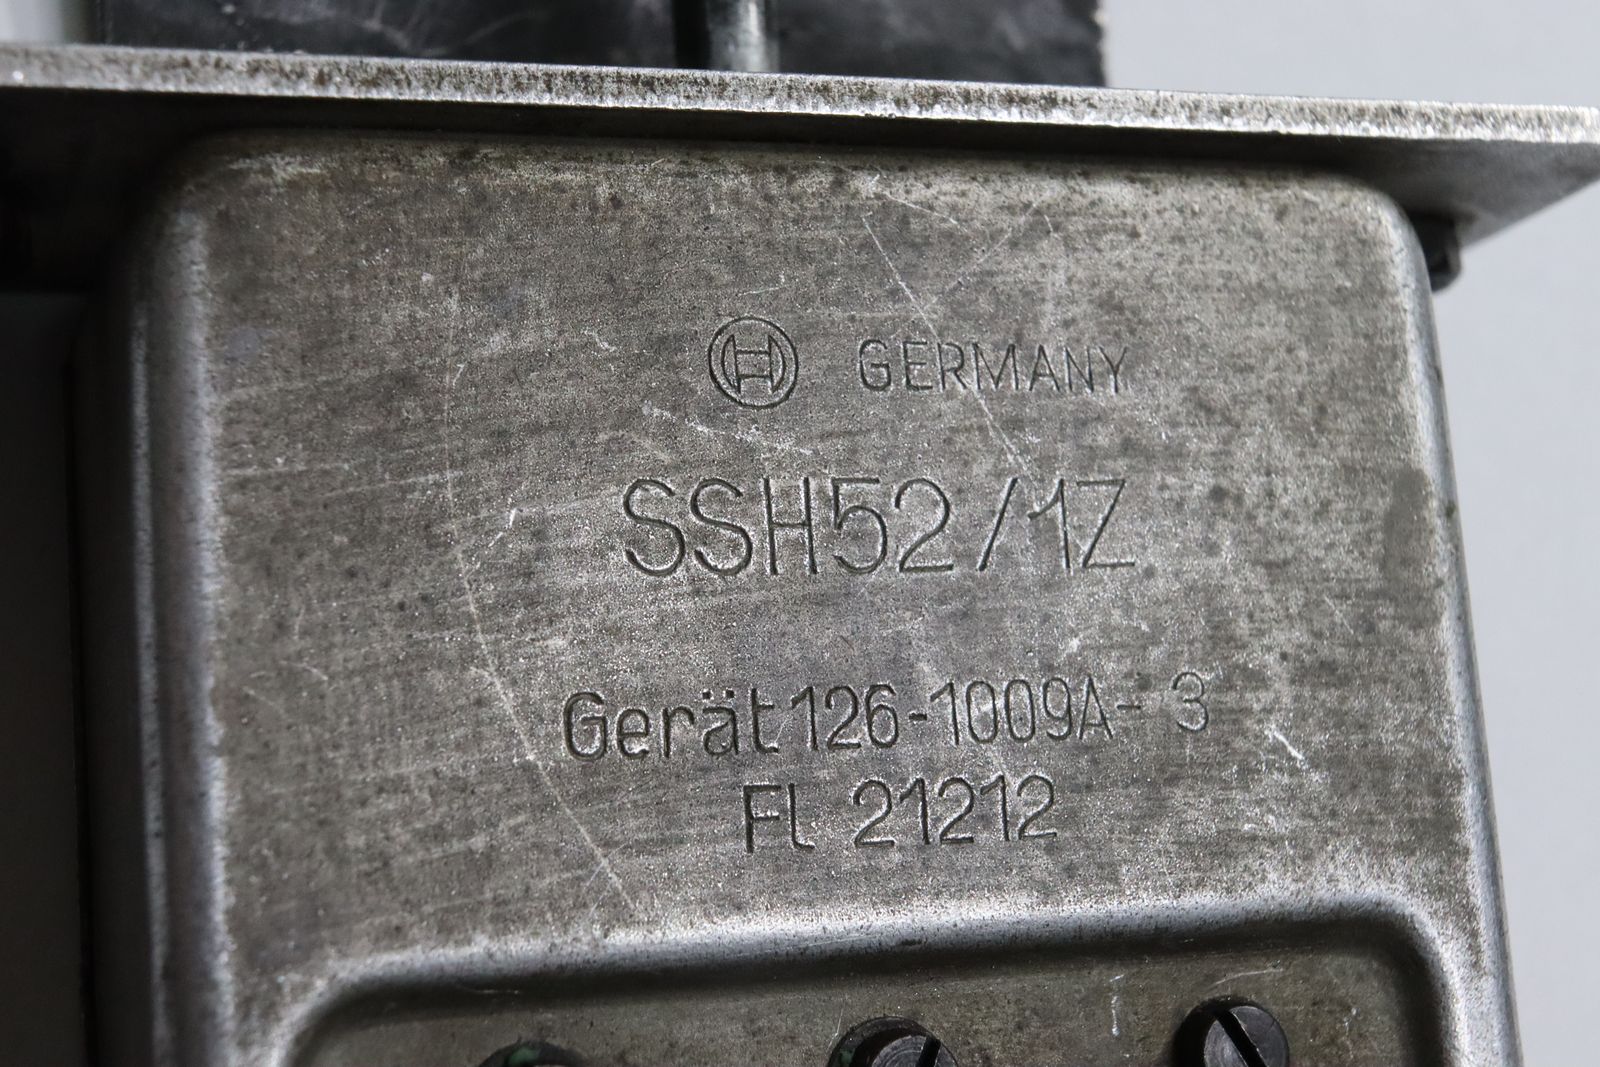 GERMANY
SSH52/1Z
Gerät 126-1009A-3
Fl 21212